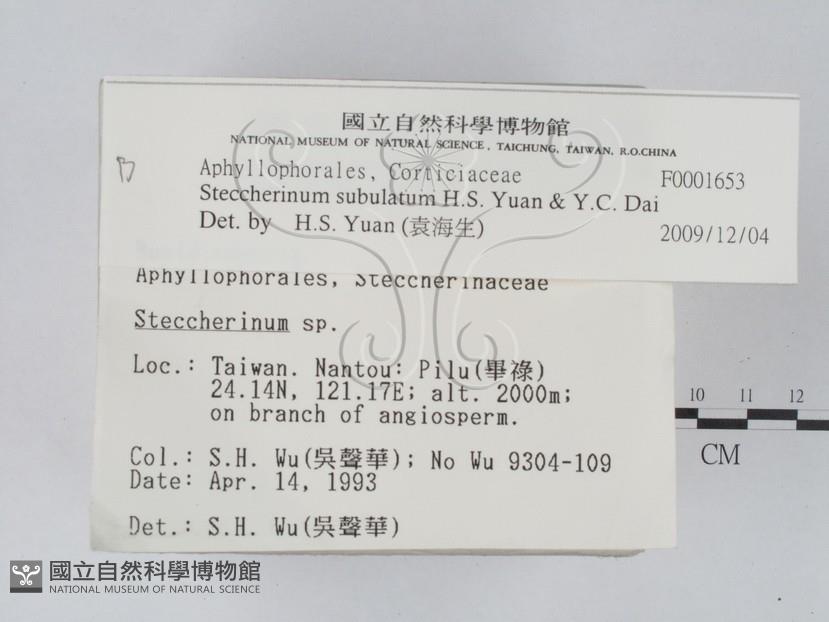 國立自然科學博物館
NATIONAL MUSEUM OF NATURAL SCIENCE, TAICHUNG, TAIWAN, R.O.CHINA
Aphyllophorales, Corticiaceae F0001653
Steccherinum subulatum H.S. Yuan & Y.C. Dai
Det. by H.S. Yuan (袁海生) 2009/12/04
Aphyllophorales, Steccherinaceae
Steccherinum sp.
Loc.: Taiwan. Nantou: Pilu(畢祿)
24.14N, 121.17E; alt. 2000m;
on branch of angiosperm.
Col.: S.H. Wu(吳聲華); No Wu 9304-109
Date: Apr. 14, 1993
Det.: S.H. Wu(吳聲華)
10 11 12
CM
國立自然科學博物館
NATIONAL MUSEUM OF NATURAL SCIENCE